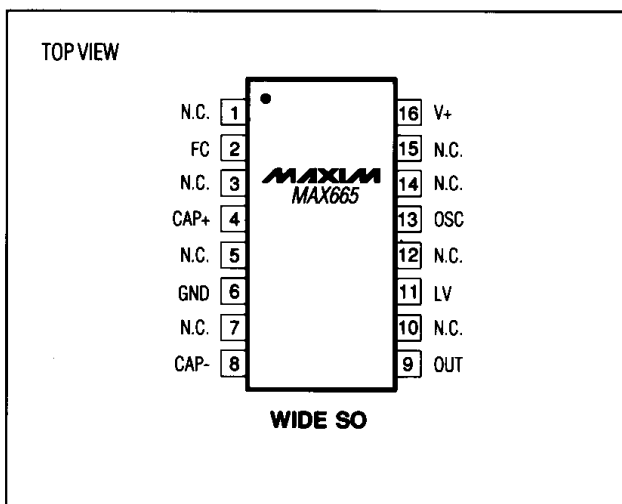 TOP VIEW
N.C. 1 16 V+
FC 2 15 N.C.
N.C. 3 14 N.C.
CAP+ 4 13 OSC
N.C. 5 12 N.C.
GND 6 11 LV
N.C. 7 10 N.C.
CAP- 8 9 OUT
MAXIM
MAX665
WIDE SO